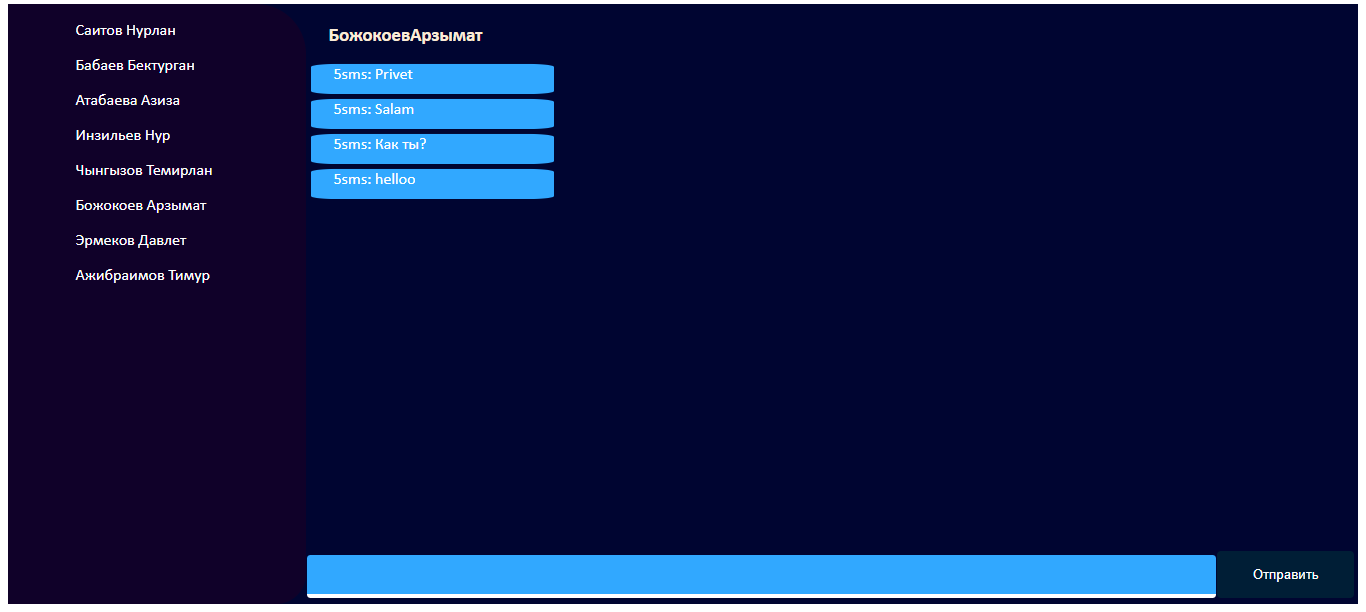 Саитов Нурлан
Бабаев Бектурган
Атабаева Азиза
Инзильев Нур
Чынгызов Темирлан
Божокоев Арзымат
Эрмеков Давлет
Ажибраимов Тимур
БожокоевАрзымат
5sms: Privet
5sms: Salam
5sms: Как ты?
5sms: helloo
Отправить